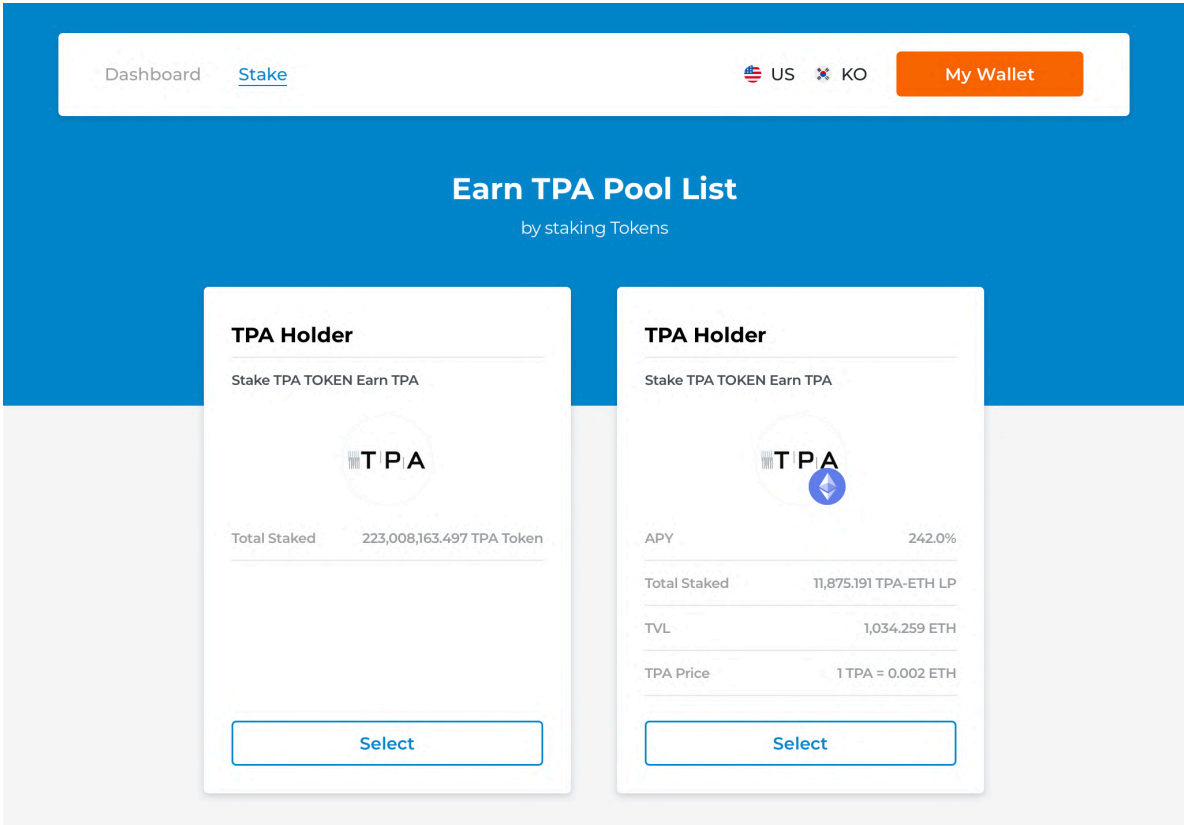 Dashboard Stake US KO My Wallet
Earn TPA Pool List
by staking Tokens
TPA Holder
Stake TPA TOKEN Earn TPA
TPA
Total Staked 223,008,163.497 TPA Token
Select
TPA Holder
Stake TPA TOKEN Earn TPA
TPA
APY 242.0%
Total Staked 11,875.191 TPA-ETH LP
TVL 1,034.259 ETH
TPA Price 1 TPA = 0.002 ETH
Select